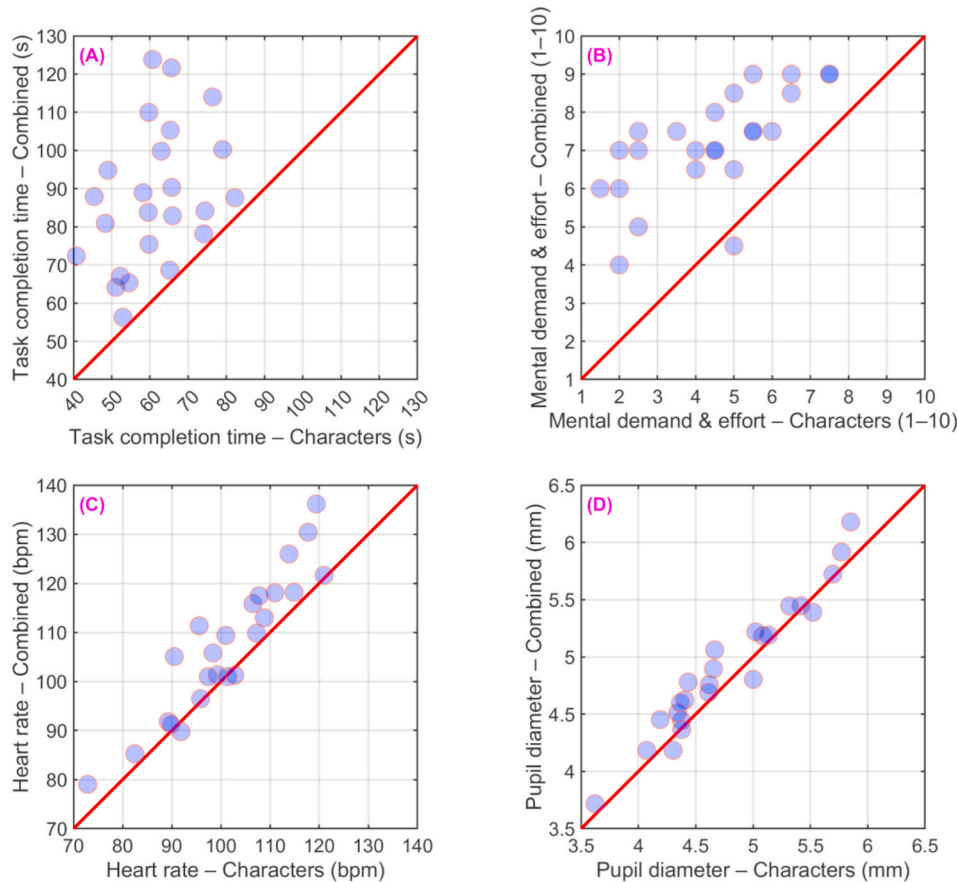 (A)
Task completion time – Combined (s)
130
120
110
100
90
80
70
60
50
40
40 50 60 70 80 90 100 110 120 130
Task completion time – Characters (s)
(B)
Mental demand & effort – Combined (1–10)
10
9
8
7
6
5
4
3
2
1
1 2 3 4 5 6 7 8 9 10
Mental demand & effort – Characters (1–10)
(C)
Heart rate – Combined (bpm)
140
130
120
110
100
90
80
70
70 80 90 100 110 120 130 140
Heart rate – Characters (bpm)
(D)
Pupil diameter – Combined (mm)
6.5
6
5.5
5
4.5
4
3.5
3.5 4 4.5 5 5.5 6 6.5
Pupil diameter – Characters (mm)